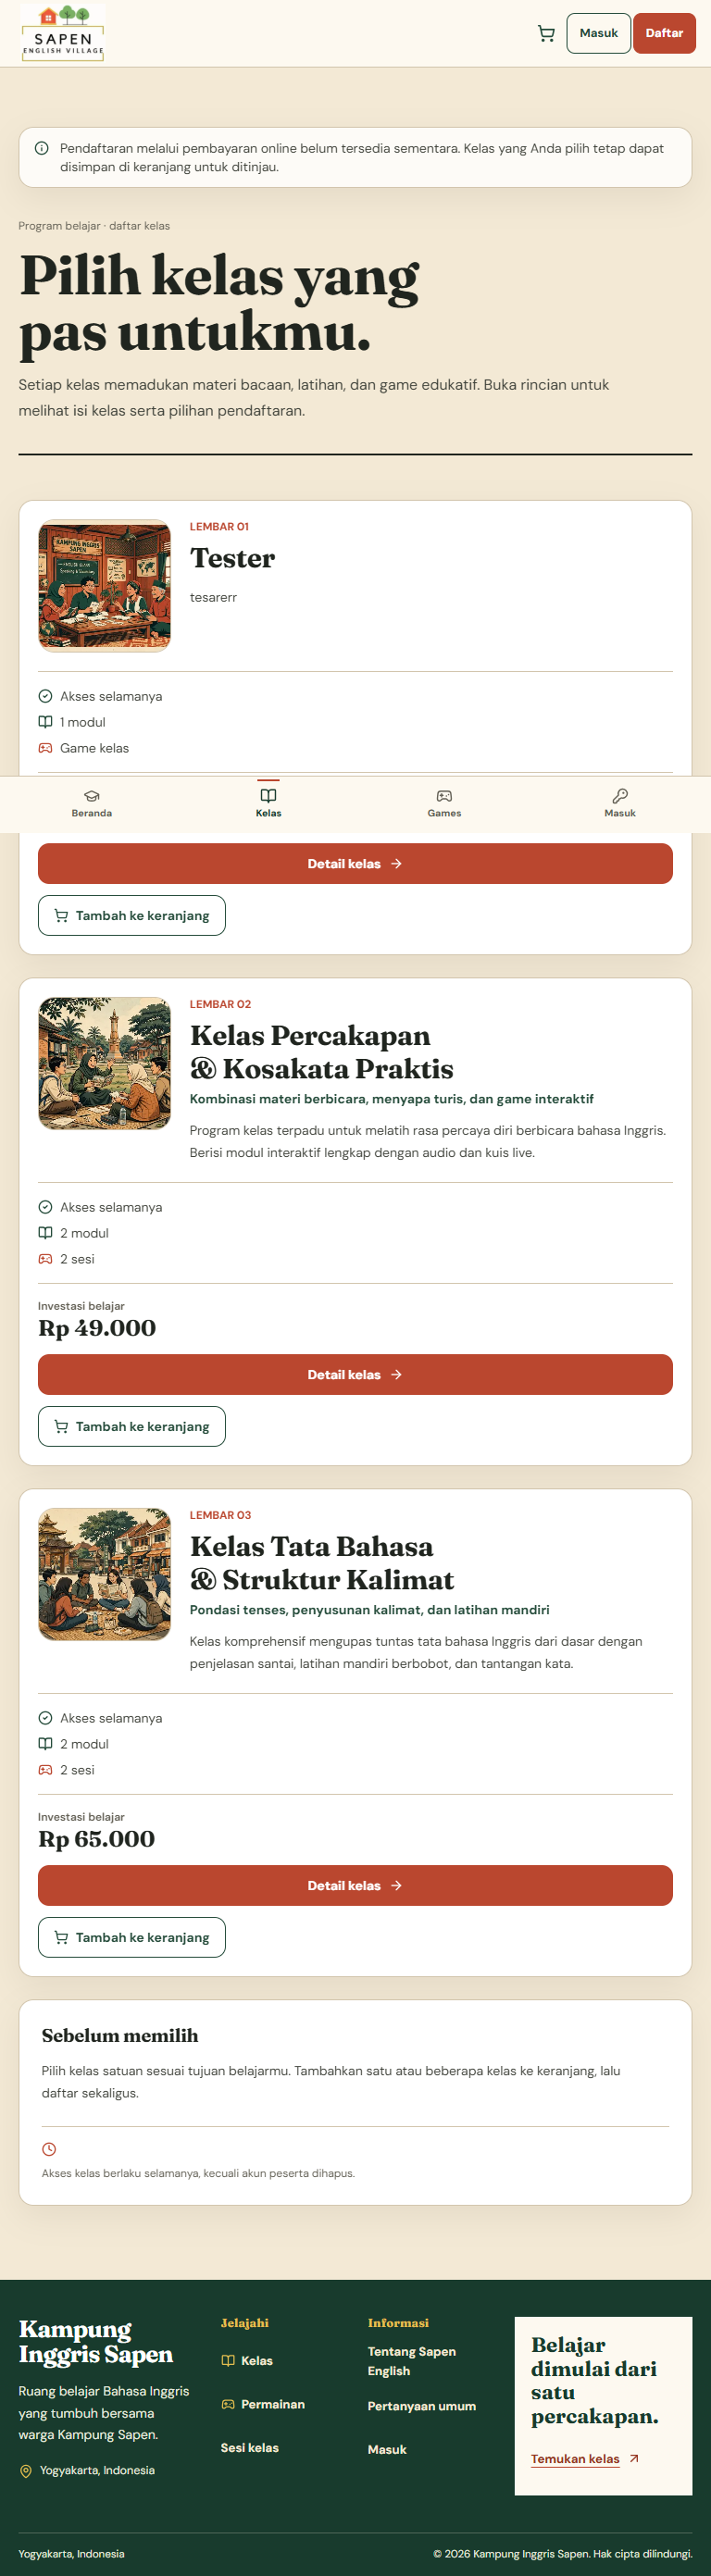 SAPEN
ENGLISH VILLAGE
Masuk
Daftar
Pendaftaran melalui pembayaran online belum tersedia sementara. Kelas yang Anda pilih tetap dapat
disimpan di keranjang untuk ditinjau.
Program belajar · daftar kelas
Pilih kelas yang
pas untukmu.
Setiap kelas memadukan materi bacaan, latihan, dan game edukatif. Buka rincian untuk
melihat isi kelas serta pilihan pendaftaran.
KAMPUNG INGGRIS
SAPEN
LEMBAR 01
Tester
tesarerr
Akses selamanya
1 modul
Game kelas
Beranda
Kelas
Games
Masuk
Detail kelas
Tambah ke keranjang
LEMBAR 02
Kelas Percakapan
& Kosakata Praktis
Kombinasi materi berbicara, menyapa turis, dan game interaktif
Program kelas terpadu untuk melatih rasa percaya diri berbicara bahasa Inggris.
Berisi modul interaktif lengkap dengan audio dan kuis live.
Akses selamanya
2 modul
2 sesi
Investasi belajar
Rp 49.000
Detail kelas
Tambah ke keranjang
LEMBAR 03
Kelas Tata Bahasa
& Struktur Kalimat
Pondasi tenses, penyusunan kalimat, dan latihan mandiri
Kelas komprehensif mengupas tuntas tata bahasa Inggris dari dasar dengan
penjelasan santai, latihan mandiri berbobot, dan tantangan kata.
Akses selamanya
2 modul
2 sesi
Investasi belajar
Rp 65.000
Detail kelas
Tambah ke keranjang
Sebelum memilih
Pilih kelas satuan sesuai tujuan belajarmu. Tambahkan satu atau beberapa kelas ke keranjang, lalu
daftar sekaligus.
Akses kelas berlaku selamanya, kecuali akun peserta dihapus.
Kampung
Inggris Sapen
Ruang belajar Bahasa Inggris
yang tumbuh bersama
warga Kampung Sapen.
Yogyakarta, Indonesia
Jelajahi
Kelas
Permainan
Sesi kelas
Informasi
Tentang Sapen
English
Pertanyaan umum
Masuk
Belajar
dimulai dari
satu
percakapan.
Temukan kelas
Yogyakarta, Indonesia
© 2026 Kampung Inggris Sapen. Hak cipta dilindungi.